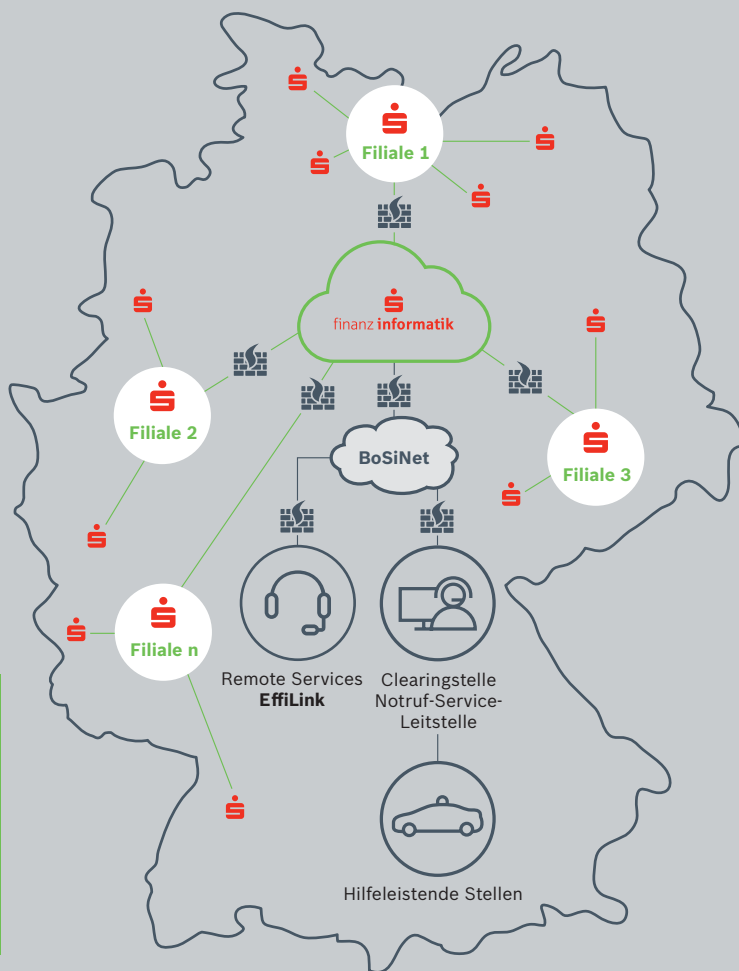 Filiale 1
finanz informatik
Filiale 2
BoSiNet
Filiale 3
Filiale n
Remote Services
EffiLink
Clearingstelle
Notruf-Service-
Leitstelle
Hilfeleistende Stellen